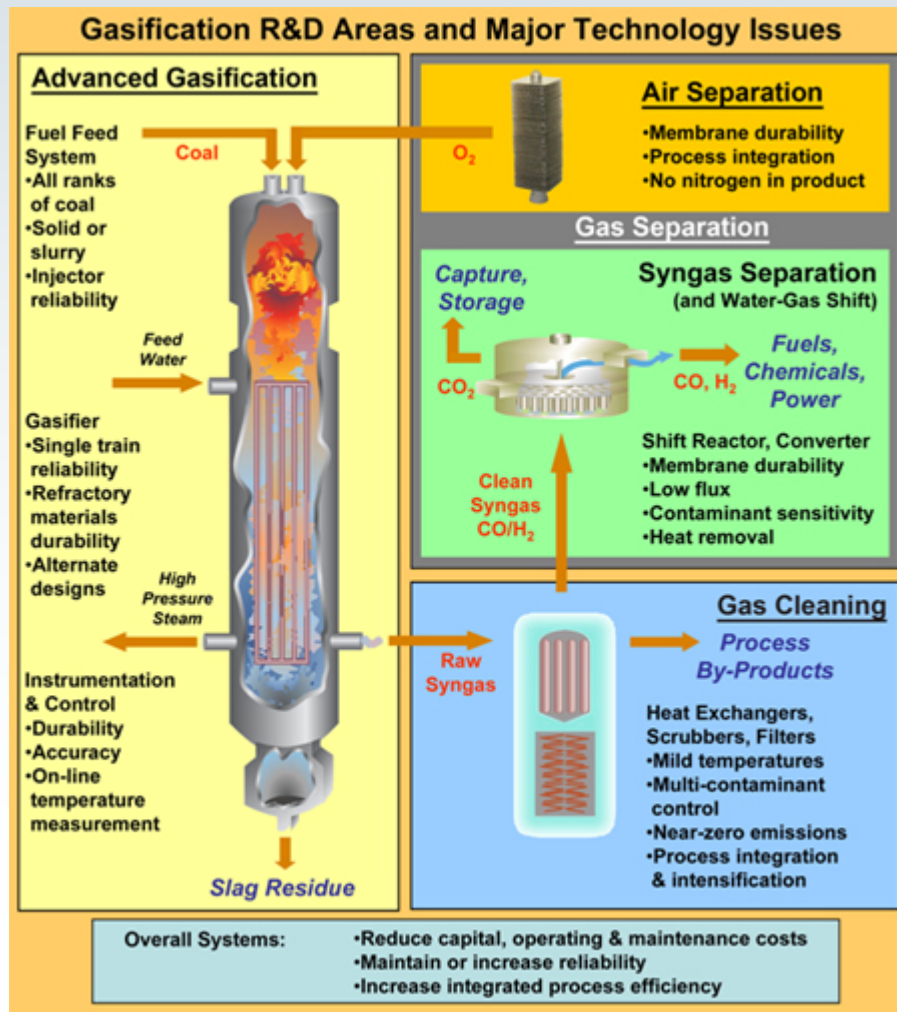 Gasification R&D Areas and Major Technology Issues
Advanced Gasification
Fuel Feed
System
•All ranks
of coal
•Solid or
slurry
•Injector
reliability
Coal
O2
Feed
Water
Gasifier
•Single train
reliability
•Refractory
materials
durability
•Alternate
designs
High
Pressure
Steam
Instrumentation
& Control
•Durability
•Accuracy
•On-line
temperature
measurement
Slag Residue
Air Separation
•Membrane durability
•Process integration
•No nitrogen in product
Gas Separation
Syngas Separation
(and Water-Gas Shift)
Capture,
Storage
CO2
CO, H2
Fuels,
Chemicals,
Power
Clean
Syngas
CO/H2
Shift Reactor, Converter
•Membrane durability
•Low flux
•Contaminant sensitivity
•Heat removal
Gas Cleaning
Raw
Syngas
Process
By-Products
Heat Exchangers,
Scrubbers, Filters
•Mild temperatures
•Multi-contaminant
control
•Near-zero emissions
•Process integration
& intensification
Overall Systems:
•Reduce capital, operating & maintenance costs
•Maintain or increase reliability
•Increase integrated process efficiency